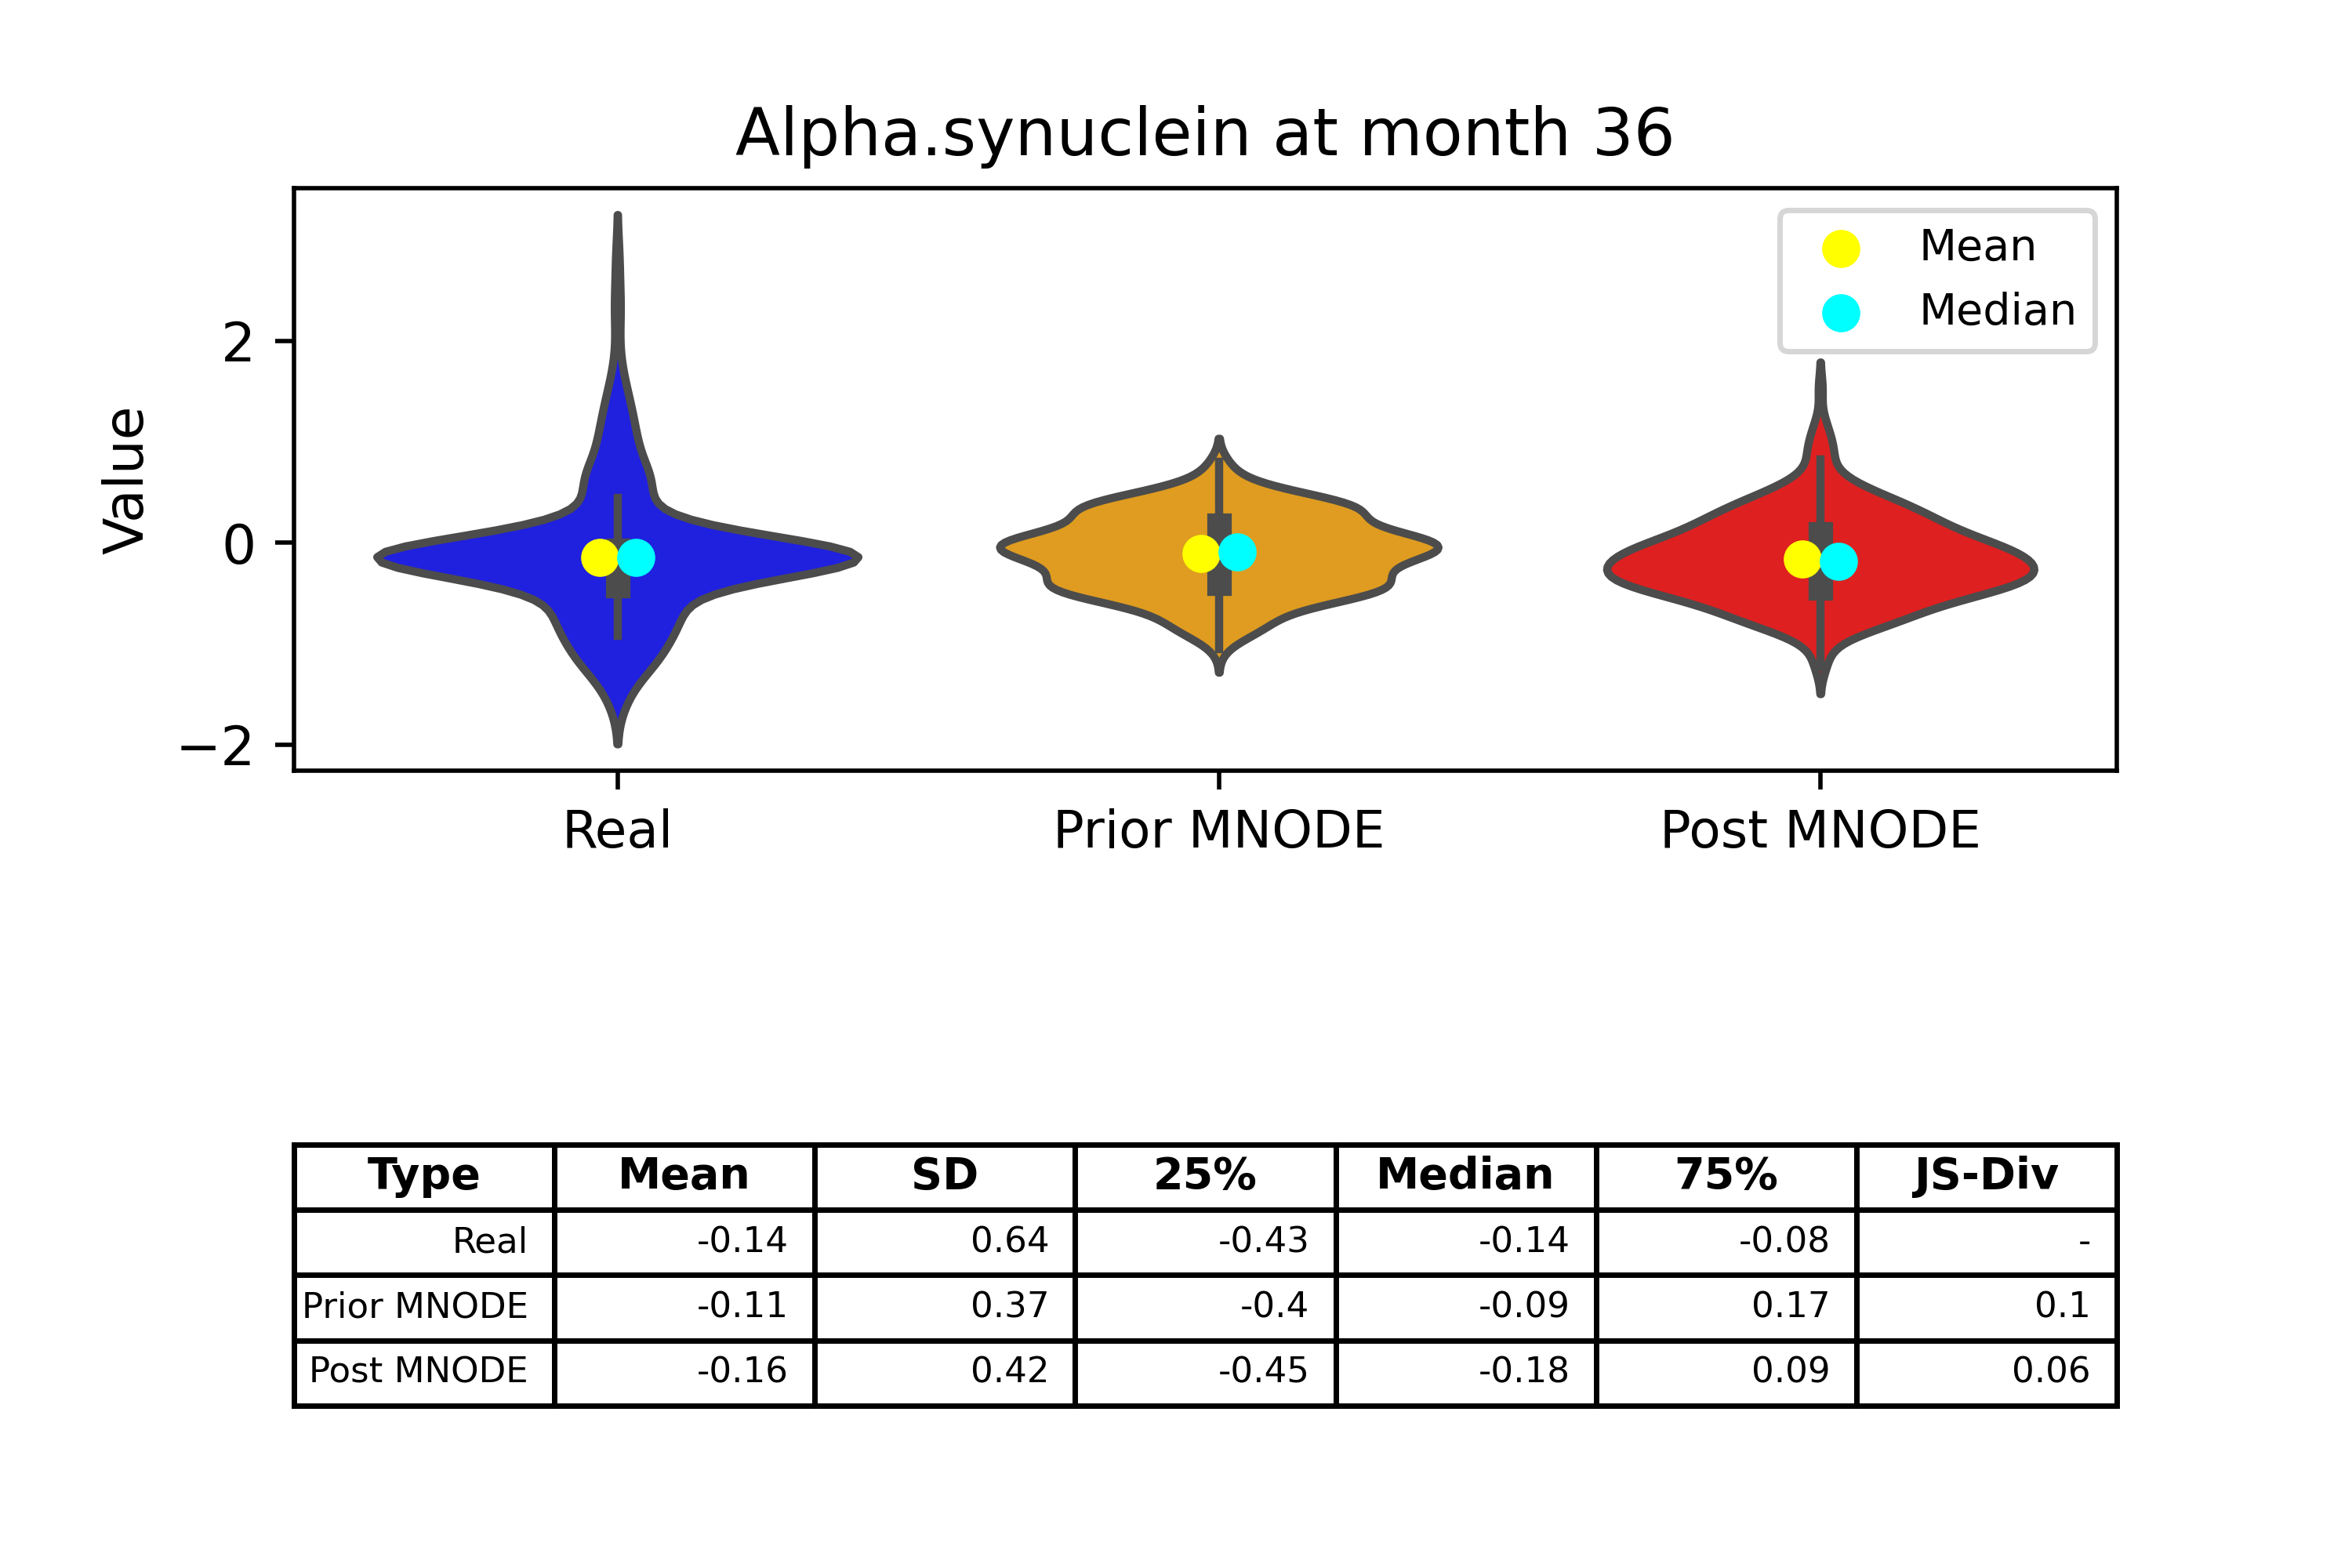 Alpha.synuclein at month 36
Mean
Median
Value
2
0
−2
Real Prior MNODE Post MNODE
Type Mean SD 25% Median 75% JS-Div
Real -0.14 0.64 -0.43 -0.14 -0.08 -
Prior MNODE -0.11 0.37 -0.4 -0.09 0.17 0.1
Post MNODE -0.16 0.42 -0.45 -0.18 0.09 0.06